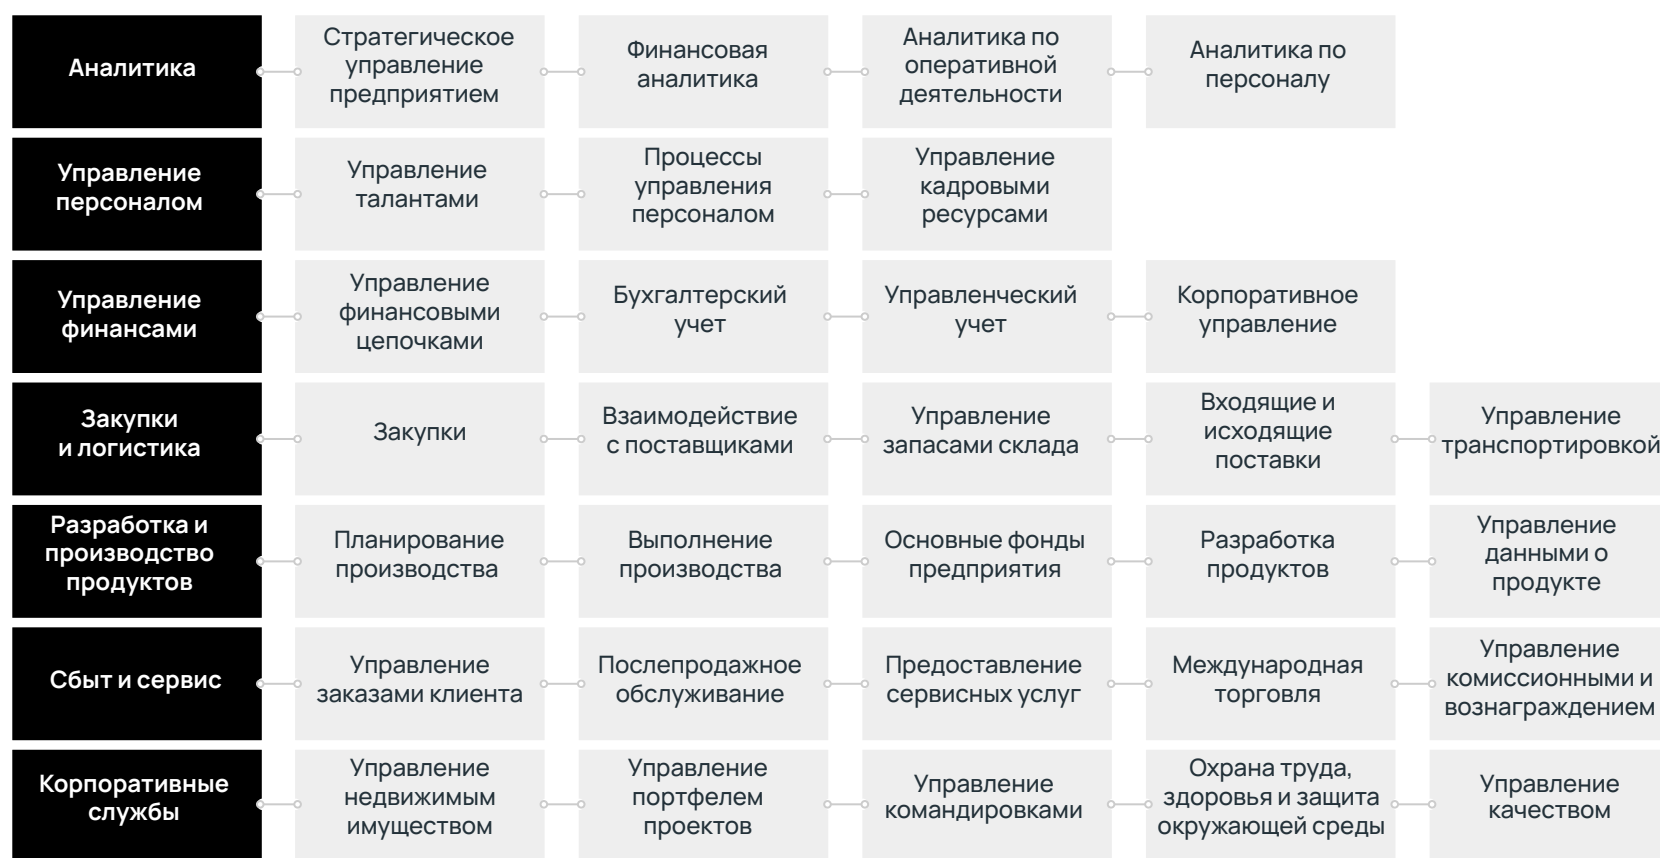 Аналитика
Стратегическое
управление
предприятием
Финансовая
аналитика
Аналитика по
оперативной
деятельности
Аналитика по
персоналу
Управление
персоналом
Управление
талантами
Процессы
управления
персоналом
Управление
кадровыми
ресурсами
Управление
финансами
Управление
финансовыми
цепочками
Бухгалтерский
учет
Управленческий
учет
Корпоративное
управление
Закупки
и логистика
Закупки
Взаимодействие
с поставщиками
Управление
запасами склада
Входящие и
исходящие
поставки
Управление
транспортировкой
Разработка и
производство
продуктов
Планирование
производства
Выполнение
производства
Основные фонды
предприятия
Разработка
продуктов
Управление
данными о
продукте
Сбыт и сервис
Управление
заказами клиента
Послепродажное
обслуживание
Предоставление
сервисных услуг
Международная
торговля
Управление
комиссионными и
вознаграждением
Корпоративные
службы
Управление
недвижимым
имуществом
Управление
портфелем
проектов
Управление
командировками
Охрана труда,
здоровья и защита
окружающей среды
Управление
качеством